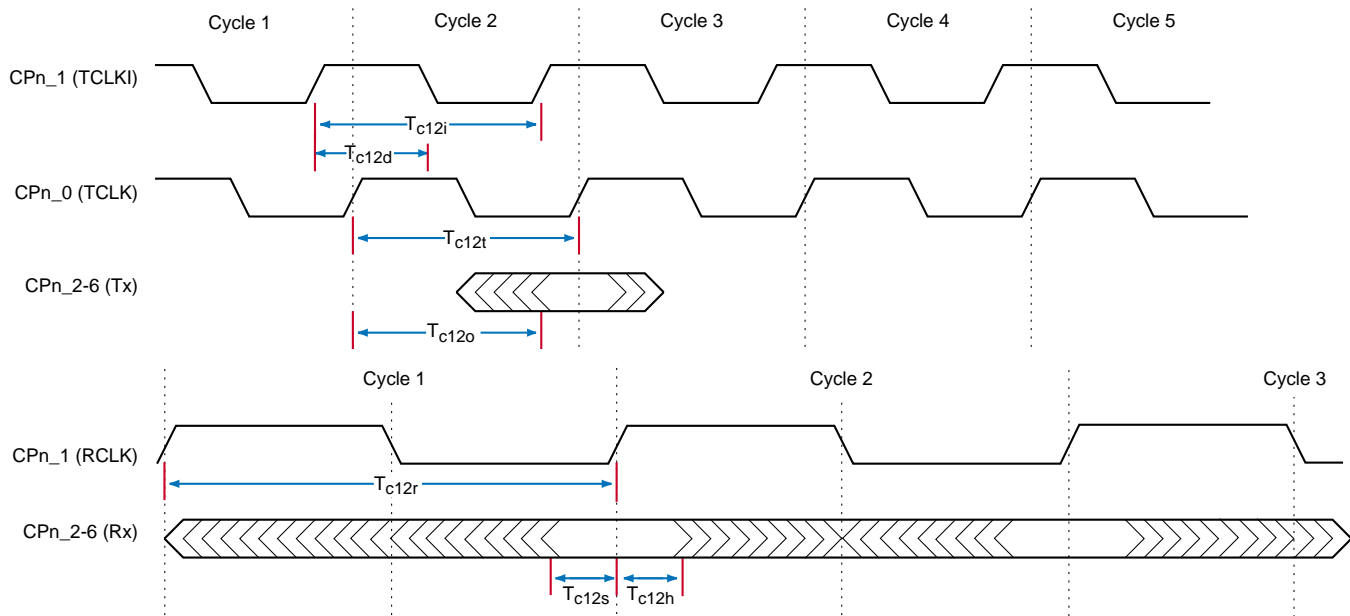 Cycle 1 Cycle 2 Cycle 3 Cycle 4 Cycle 5
CPn_1 (TCLKI)
Tc12i
Tc12d
CPn_0 (TCLK)
Tc12t
CPn_2-6 (Tx)
Tc12o
Cycle 1 Cycle 2 Cycle 3
CPn_1 (RCLK)
Tc12r
CPn_2-6 (Rx)
Tc12s Tc12h